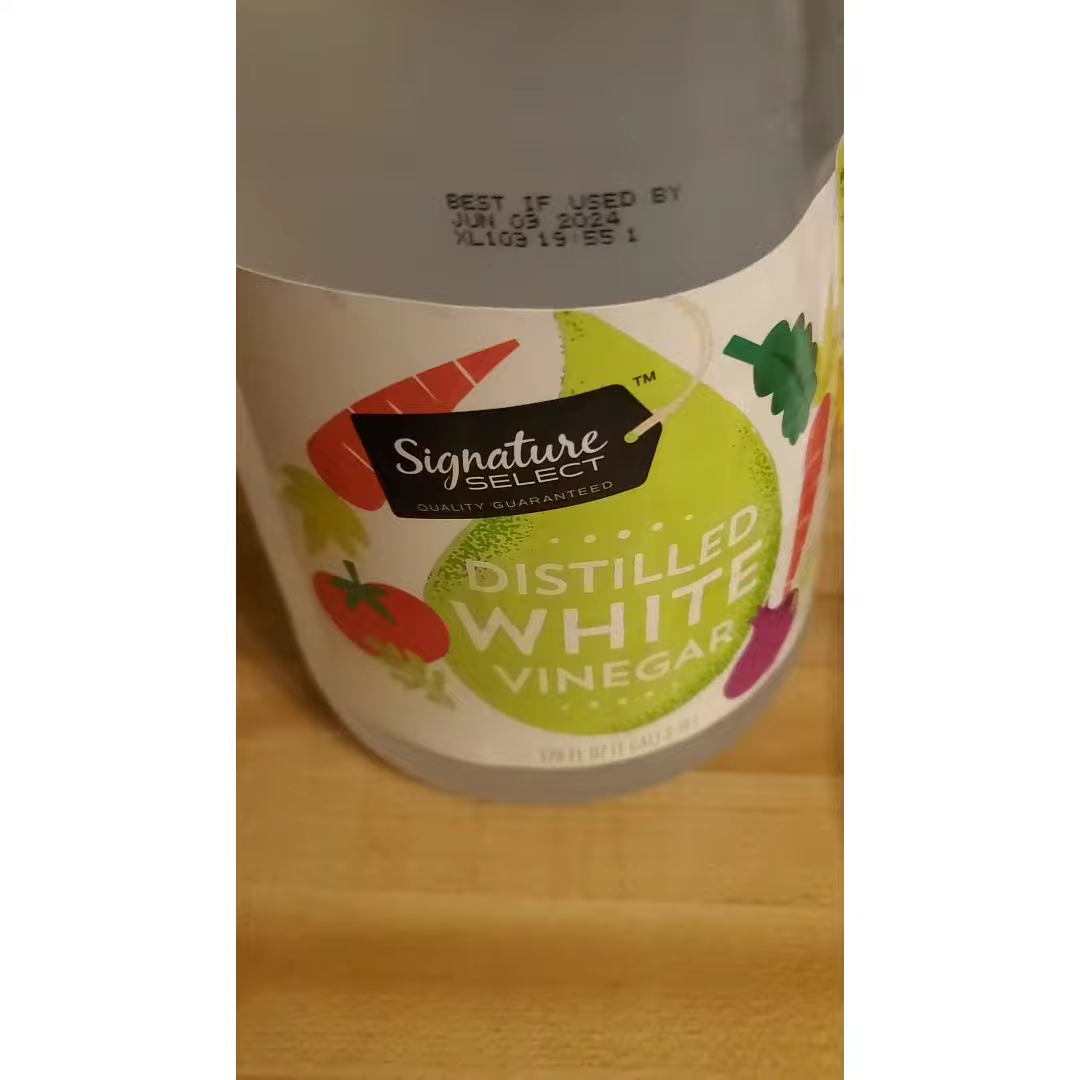 BEST IF USED BY
JUN 03 2024
XL103 19:55 1
Signature
TM
SELECT
QUALITY GUARANTEED
DISTILLED
WHITE
VINEGAR